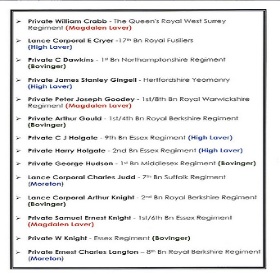 ➢ Private William Crabb - The Queen's Royal West Surrey
Regiment (Magdalen Laver)
➢ Lance Corporal E Cryer -17th Bn Royal Fusiliers
(High Laver)
➢ Private C Dawkins - 1st Bn Northamptonshire Regiment
(Bovinger)
➢ Private James Stanley Gingell - Hertfordshire Yeomanry
(High Laver)
➢ Private Peter Joseph Goodey - 1st/8th Bn Royal Warwickshire
Regiment (Magdalen Laver)
➢ Private Arthur Gould - 1st/4th Bn Royal Berkshire Regiment
(Bovinger)
➢ Private C J Holgate - 9th Bn Essex Regiment (High Laver)
➢ Private Harry Holgate - 2nd Bn Essex Regiment (High Laver)
➢ Private George Hudson - 1st Bn Middlesex Regiment (Bovinger)
➢ Lance Corporal Charles Judd - 7th Bn Suffolk Regiment
(Moreton)
➢ Lance Corporal Arthur Knight - 2nd Bn Royal Berkshire Regiment
(Bovinger)
➢ Private Samuel Ernest Knight - 1st/6th Bn Essex Regiment
(Magdalen Laver)
➢ Private W Knight - Essex Regiment (Bovinger)
➢ Private Ernest Charles Langton – 8th Bn Royal Berkshire Regiment
(Moreton)